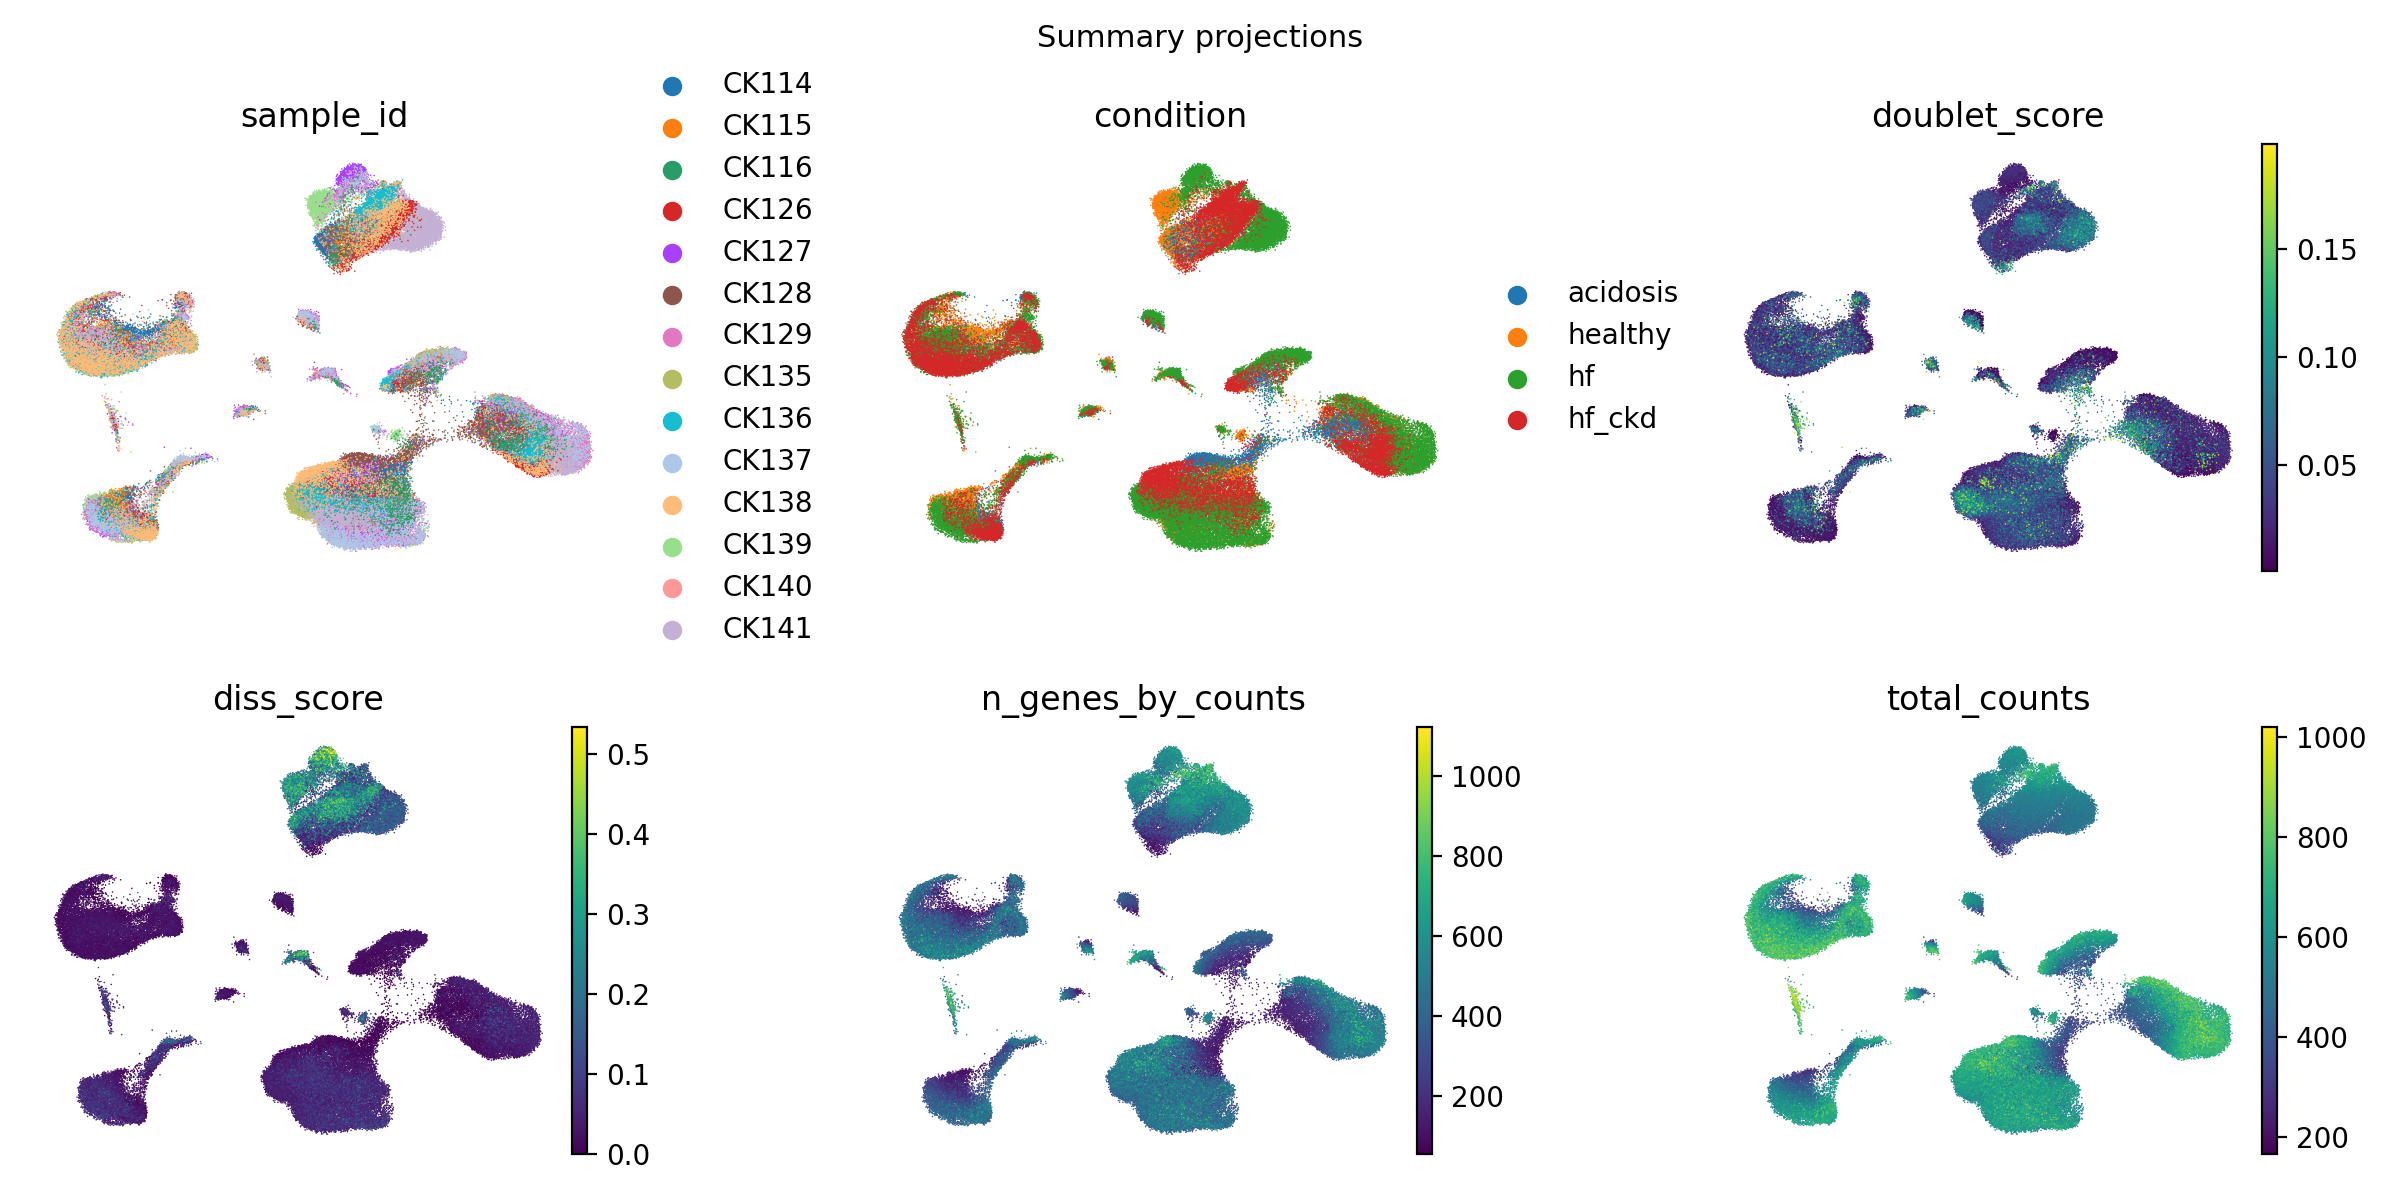 Summary projections
sample_id
CK114
CK115
CK116
CK126
CK127
CK128
CK129
CK135
CK136
CK137
CK138
CK139
CK140
CK141
condition
acidosis
healthy
hf
hf_ckd
doublet_score
0.15
0.10
0.05
diss_score
0.5
0.4
0.3
0.2
0.1
0.0
n_genes_by_counts
1000
800
600
400
200
total_counts
1000
800
600
400
200